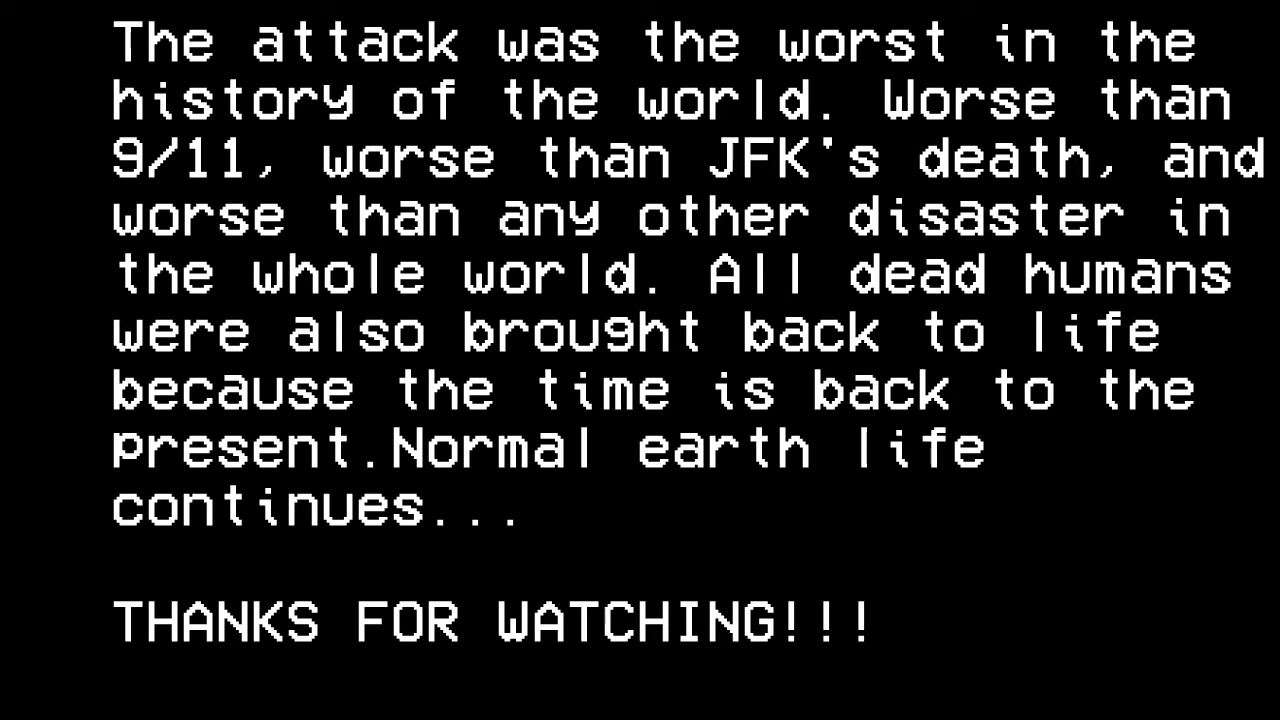 The attack was the worst in the
history of the world. Worse than
9/11, worse than JFK's death, and
worse than any other disaster in
the whole world. All dead humans
were also brought back to life
because the time is back to the
present.Normal earth life
continues...
THANKS FOR WATCHING!!!